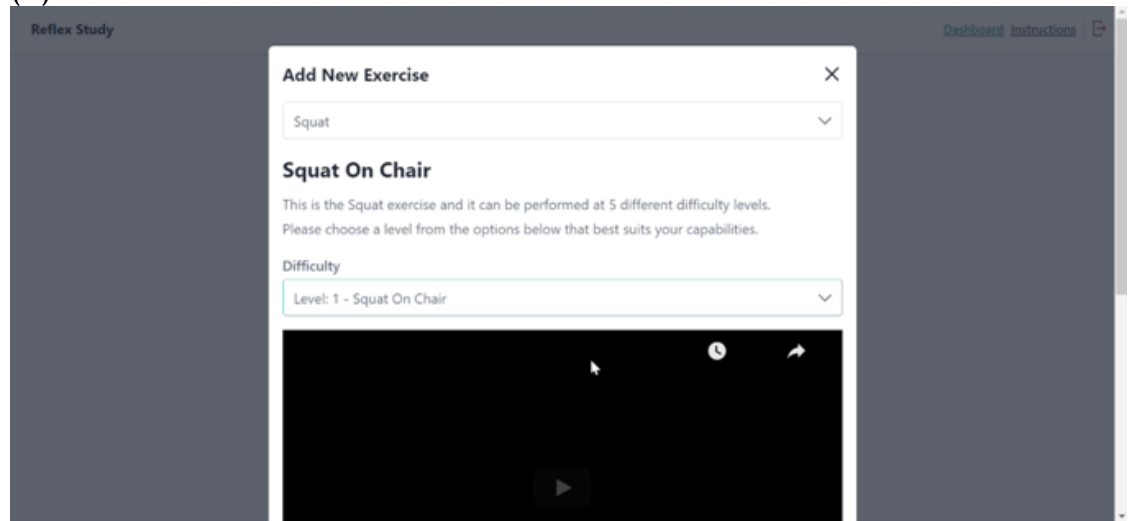 Reflex Study
Dashboard Instructions
Add New Exercise
Squat
Squat On Chair
This is the Squat exercise and it can be performed at 5 different difficulty levels.
Please choose a level from the options below that best suits your capabilities.
Difficulty
Level: 1 - Squat On Chair